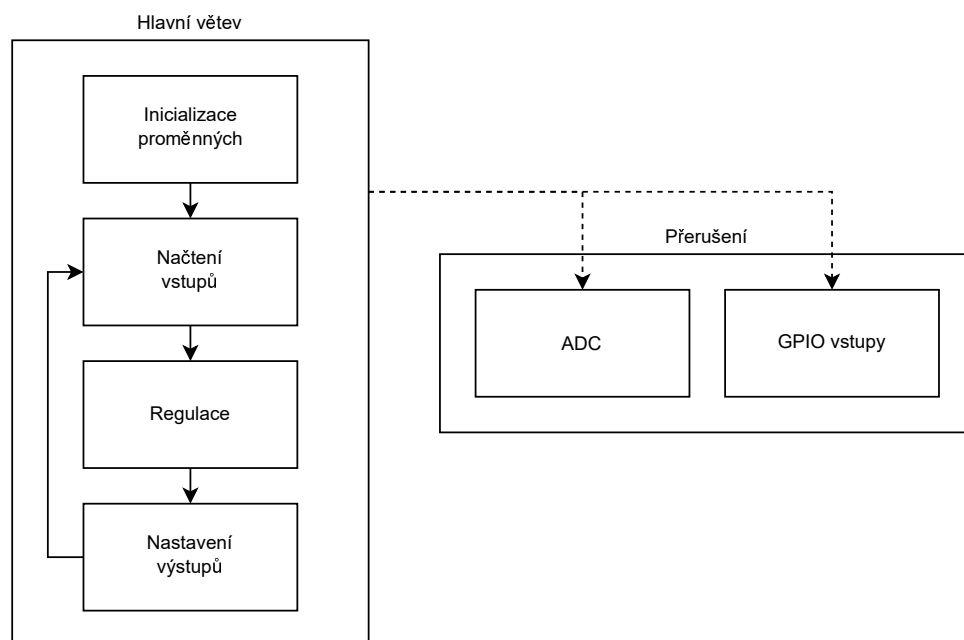 Hlavní větev
Inicializace
proměnných
Načtení
vstupů
Regulace
Nastavení
výstupů
Přerušení
ADC
GPIO vstupy